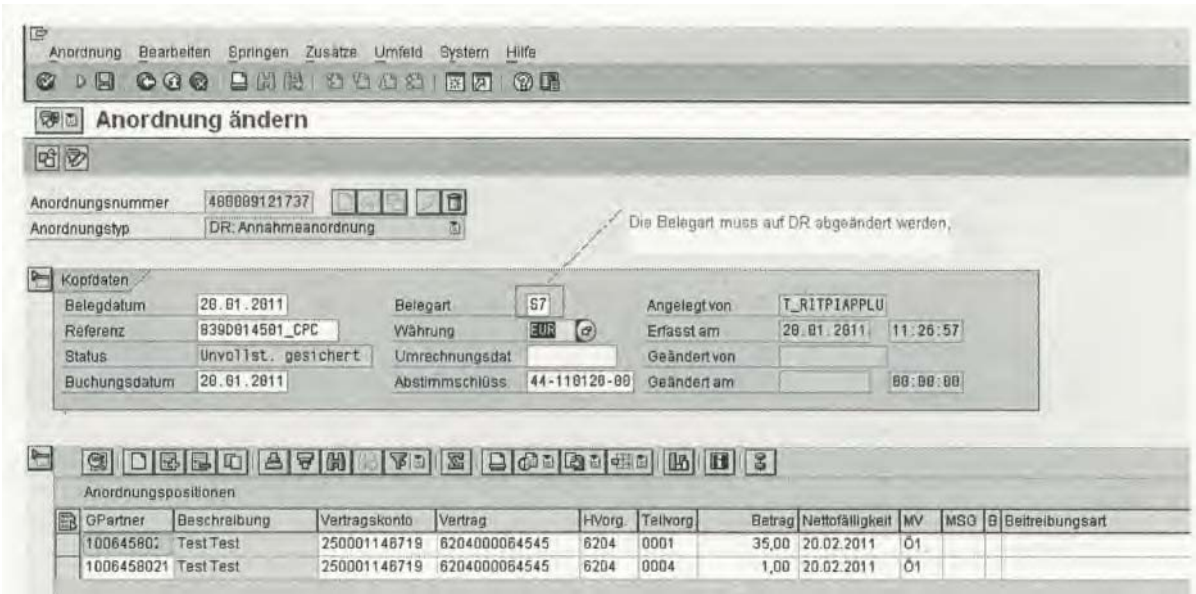 Anordnung Bearbeiten Springen Zusätze Umfeld System Hilfe
Anordnung ändern
Anordnungsnummer 480009121737
Anordnungstyp DR: Annahmeanordnung
Die Belegart muss auf DR abgeändert werden.
Kopfdaten
Belegdatum 20.01.2011 Belegart S7 Angelegt von T_RITPIAPPLU
Referenz 839D014501_CPC Währung EUR Erfasst am 20.01.2011 11:26:57
Status Unvollst. gesichert Umrechnungsdat Geändert von
Buchungsdatum 20.01.2011 Abstimmschlüss. 44-110120-00 Geändert am 00:00:00
Anordnungspositionen
GPartner Beschreibung Vertragskonto Vertrag HVorg. Teilvorg Betrag Nettofälligkeit MV MSG B Beitreibungsart
100645802 Test Test 250001146719 6204000064545 6204 0001 35,00 20.02.2011 Ö1
1006458021 Test Test 250001146719 6204000064545 6204 0004 1,00 20.02.2011 Ö1